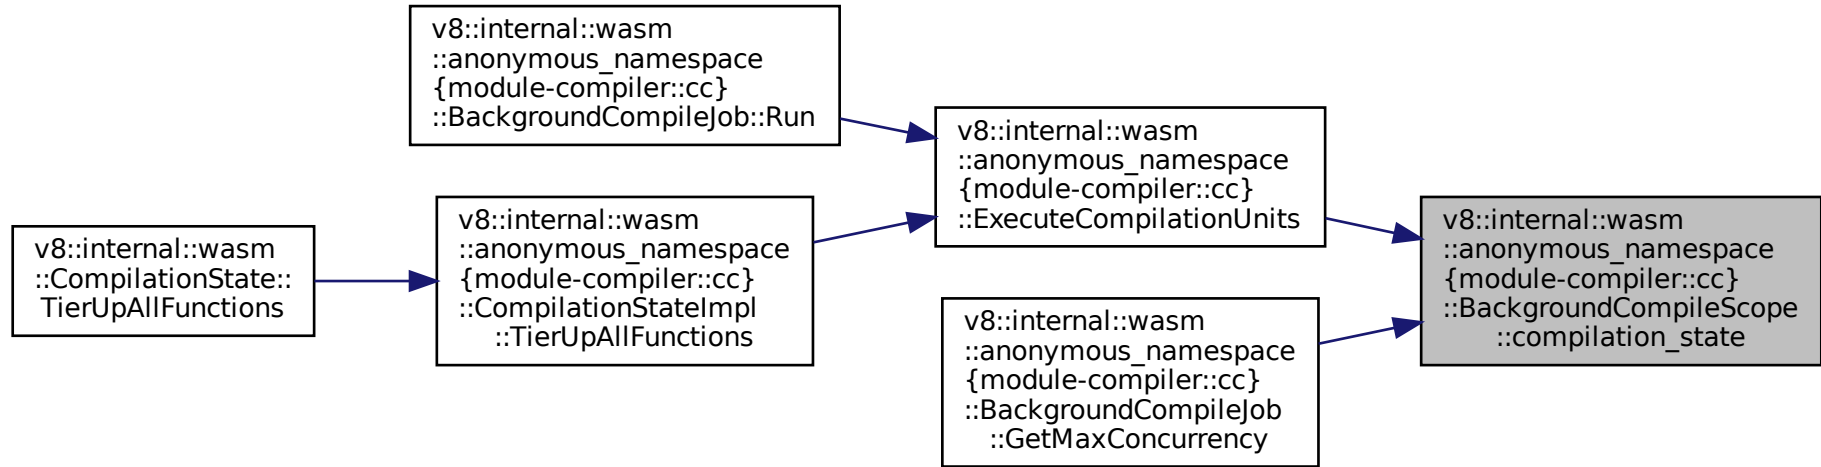 v8::internal::wasm
::anonymous_namespace
{module-compiler::cc}
::BackgroundCompileJob::Run
v8::internal::wasm
::CompilationState::
TierUpAllFunctions
v8::internal::wasm
::anonymous_namespace
{module-compiler::cc}
::CompilationStateImpl
::TierUpAllFunctions
v8::internal::wasm
::anonymous_namespace
{module-compiler::cc}
::ExecuteCompilationUnits
v8::internal::wasm
::anonymous_namespace
{module-compiler::cc}
::BackgroundCompileJob
::GetMaxConcurrency
v8::internal::wasm
::anonymous_namespace
{module-compiler::cc}
::BackgroundCompileScope
::compilation_state